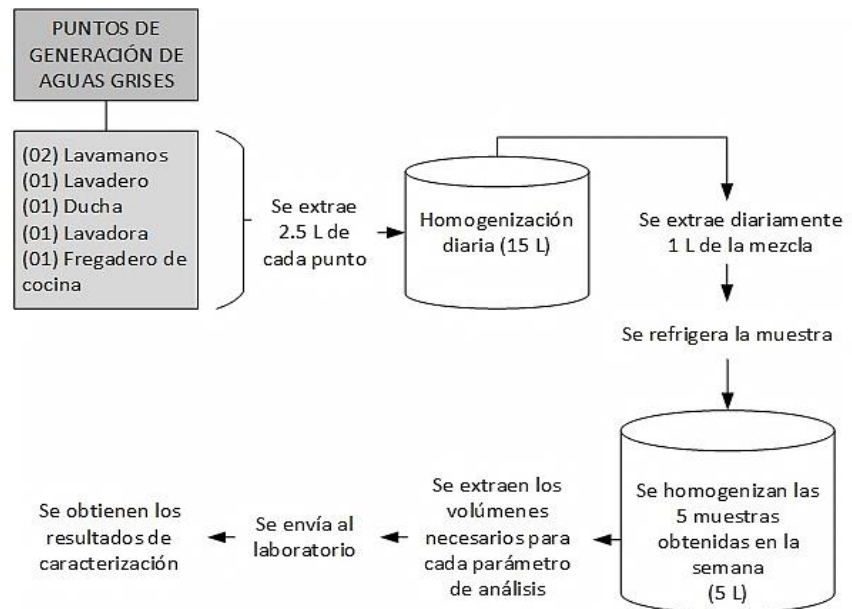 PUNTOS DE
GENERACIÓN DE
AGUAS GRISES
(02) Lavamanos
(01) Lavadero
(01) Ducha
(01) Lavadora
(01) Fregadero de
cocina
Se extrae
2.5 L de
cada punto
Homogenización
diaria (15 L)
Se extrae diariamente
1 L de la mezcla
Se refrigera la muestra
Se homogenizan las
5 muestras
obtenidas en la
semana
(5 L)
Se extraen los
volúmenes
necesarios para
cada parámetro
de análisis
Se envía al
laboratorio
Se obtienen los
resultados de
caracterización